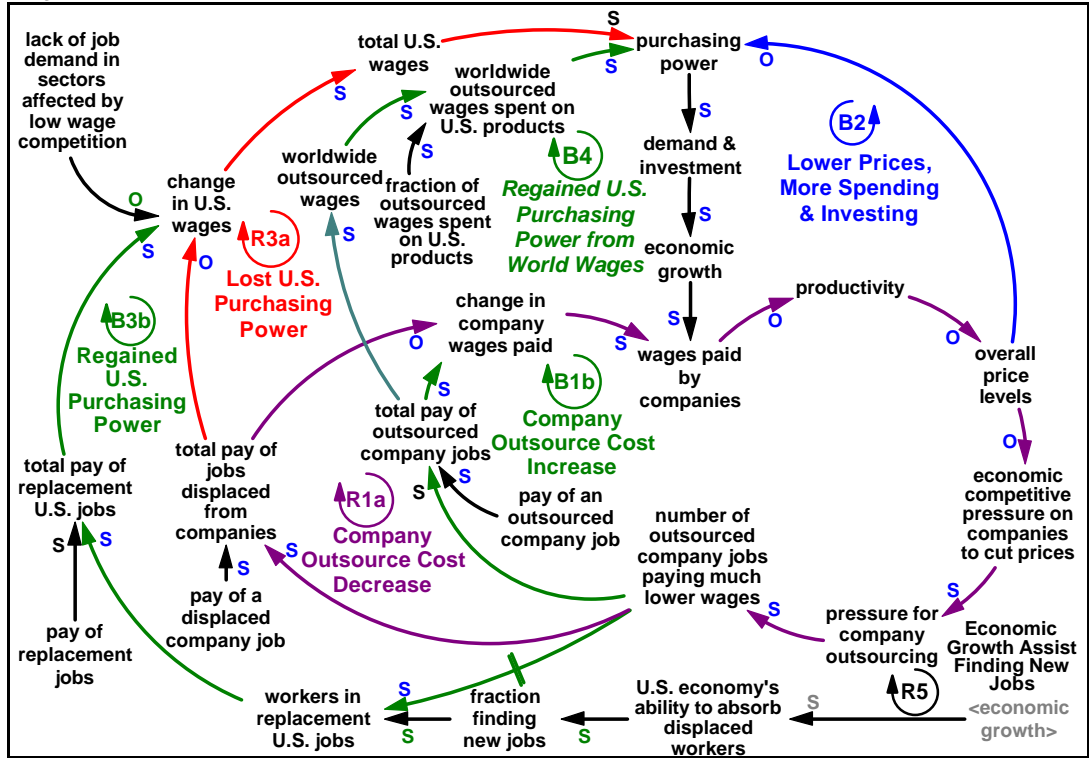 lack of job
demand in
sectors
affected by
low wage
competition
total U.S.
wages
S
purchasing
power
S
S
O
worldwide
outsourced
wages spent on
U.S. products
S
S
S
demand &
investment
B2
Lower Prices,
More Spending
& Investing
B4
Regained U.S.
Purchasing
Power from
World Wages
worldwide
outsourced
wages
fraction of
outsourced
wages spent
on U.S.
products
change
in U.S.
wages
O
S
O
S
R3a
Lost U.S.
Purchasing
Power
S
economic
growth
S
productivity
O
O
change in
company
wages paid
O
S
S
wages paid
by
companies
overall
price
levels
B3b
Regained
U.S.
Purchasing
Power
B1b
Company
Outsource Cost
Increase
total pay of
outsourced
company jobs
S
S
O
total pay of
replacement
U.S. jobs
S
S
total pay of
jobs
displaced
from
companies
S
S
R1a
Company
Outsource Cost
Decrease
pay of an
outsourced
company job
number of
outsourced
company jobs
paying much
lower wages
S
economic
competitive
pressure on
companies
to cut prices
S
pay of a
displaced
company job
pay of
replacement
jobs
pressure for
company
outsourcing
Economic
Growth Assist
Finding New
Jobs
R5
<economic
growth>
S
workers in
replacement
U.S. jobs
S
S
fraction
finding
new jobs
S
U.S. economy's
ability to absorb
displaced
workers